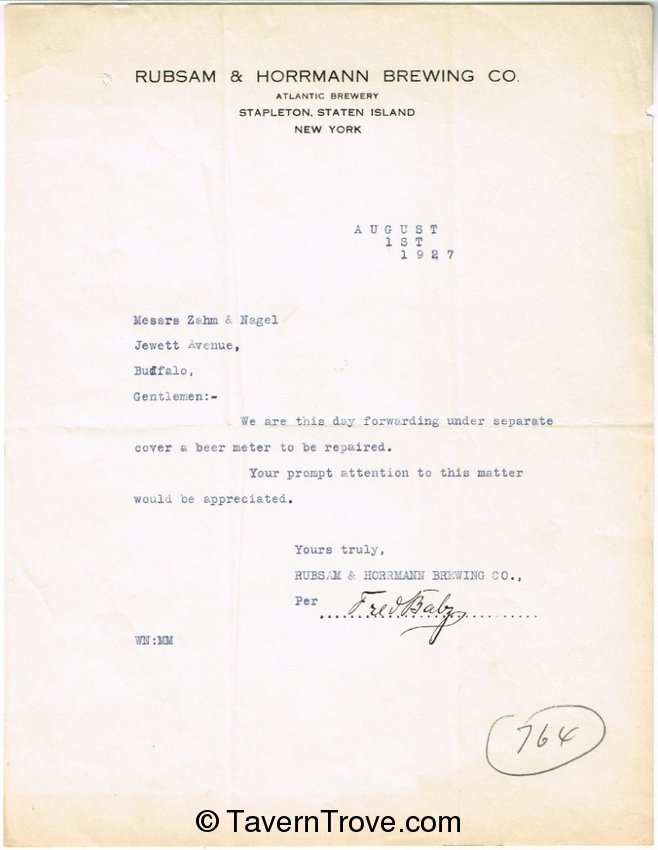 RUBSAM & HORRMANN BREWING CO.
ATLANTIC BREWERY
STAPLETON, STATEN ISLAND
NEW YORK
AUGUST
1ST
1927
Messrs Zahm & Nagel
Jewett Avenue,
Buffalo,
Gentlemen:-
We are this day forwarding under separate
cover a beer meter to be repaired.
Your prompt attention to this matter
would be appreciated.
Yours truly,
RUBSAM & HORRMANN BREWING CO.,
Per Fred Balz
WN:MM
764
© TavernTrove.com